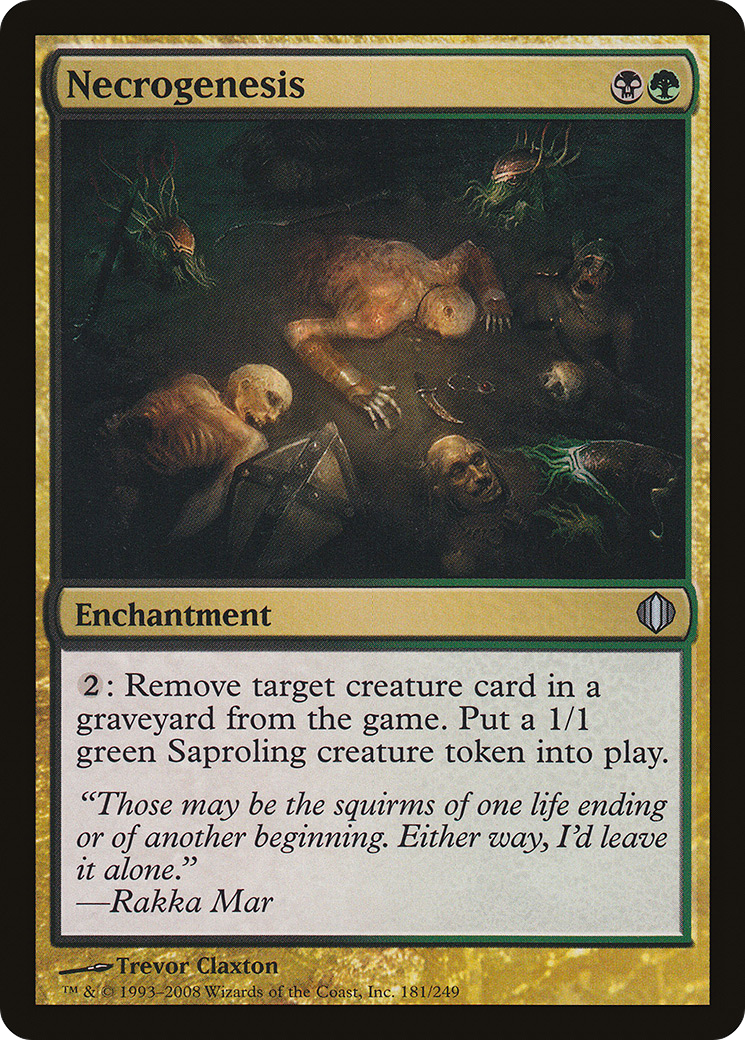 Necrogenesis
Enchantment
2: Remove target creature card in a
graveyard from the game. Put a 1/1
green Saproling creature token into play.
“Those may be the squirms of one life ending
or of another beginning. Either way, I’d leave
it alone.”
—Rakka Mar
Trevor Claxton
™ & © 1993–2008 Wizards of the Coast, Inc. 181/249